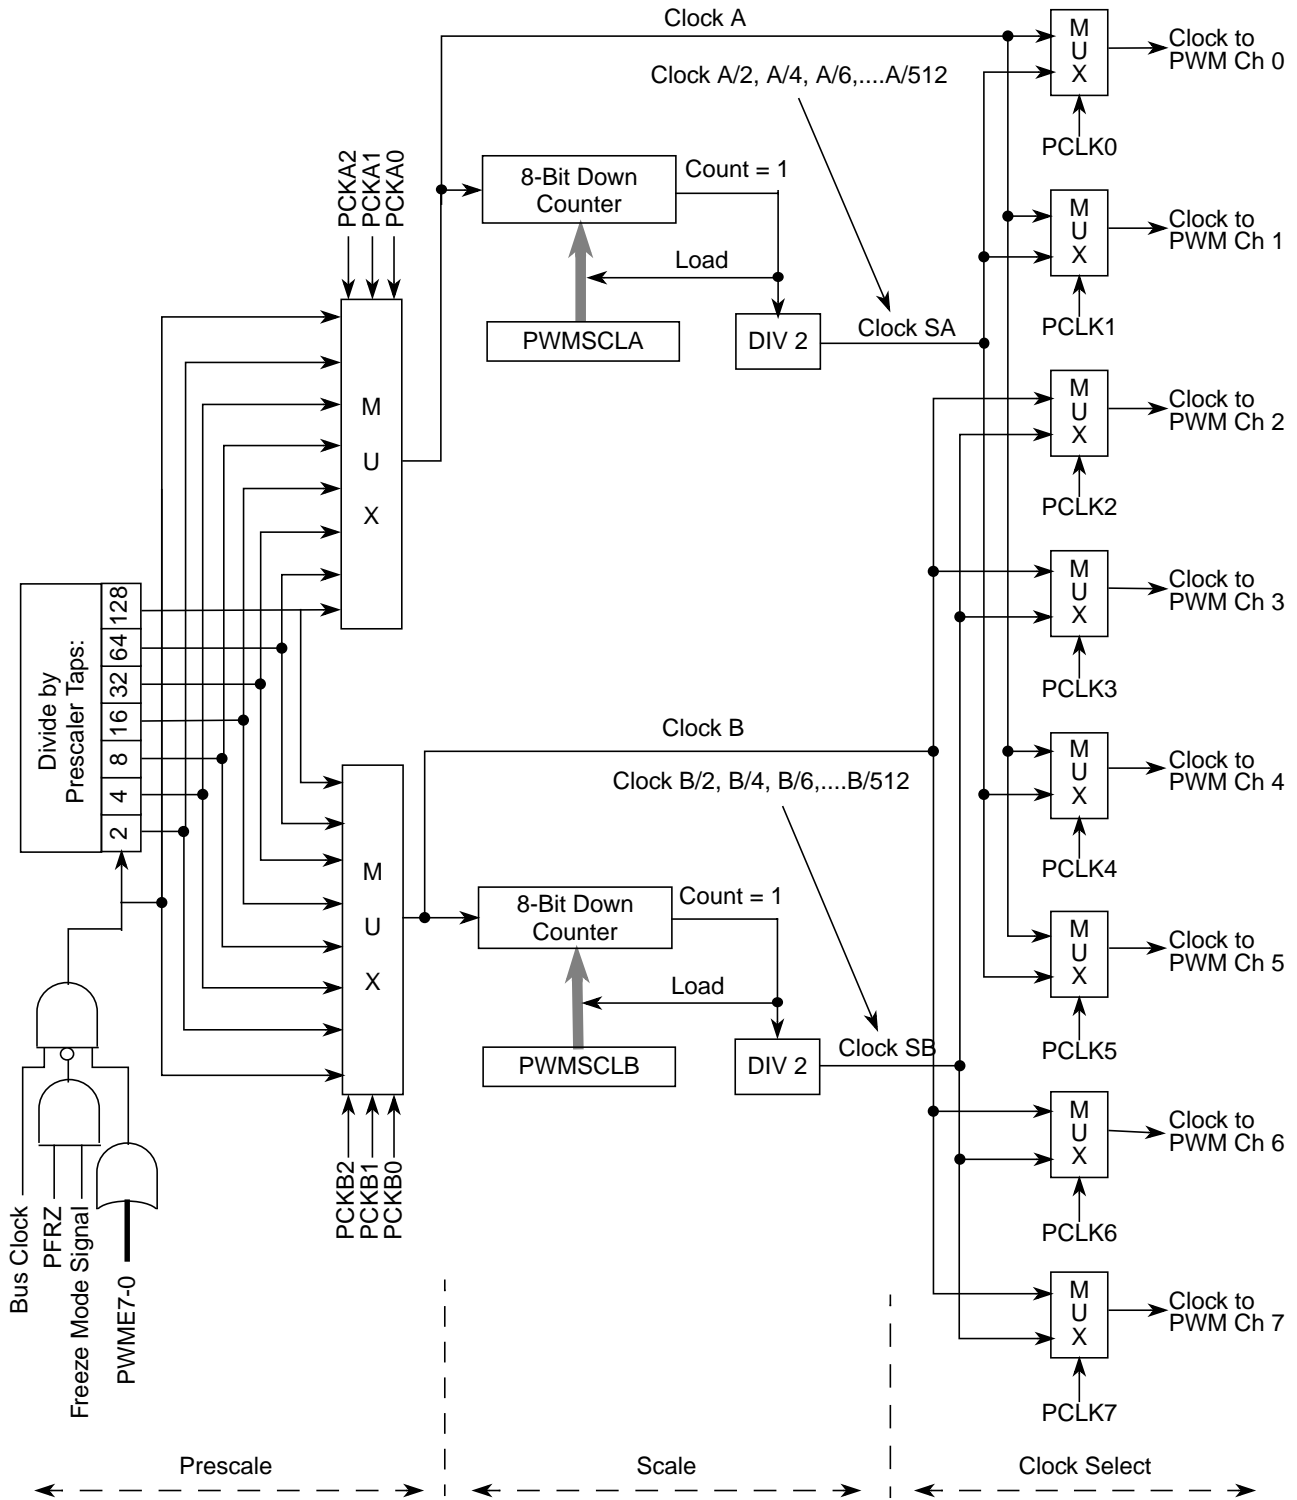 Clock A
Clock A/2, A/4, A/6,....A/512
M
U
X
Clock to
PWM Ch 0
PCLK0
PCKA2
PCKA1
PCKA0
8-Bit Down
Counter
Count = 1
Load
PWMSCLA
DIV 2
Clock SA
M
U
X
Clock to
PWM Ch 1
PCLK1
M
U
X
M
U
X
Clock to
PWM Ch 2
PCLK2
M
U
X
Clock to
PWM Ch 3
PCLK3
Divide by
Prescaler Taps:
128
64
32
16
8
4
2
Clock B
Clock B/2, B/4, B/6,....B/512
M
U
X
Clock to
PWM Ch 4
PCLK4
M
U
X
8-Bit Down
Counter
Count = 1
Load
PWMSCLB
DIV 2
Clock SB
M
U
X
Clock to
PWM Ch 5
PCLK5
M
U
X
Clock to
PWM Ch 6
PCLK6
PCKB2
PCKB1
PCKB0
Bus Clock
PFRZ
Freeze Mode Signal
PWME7-0
M
U
X
Clock to
PWM Ch 7
PCLK7
Prescale
Scale
Clock Select